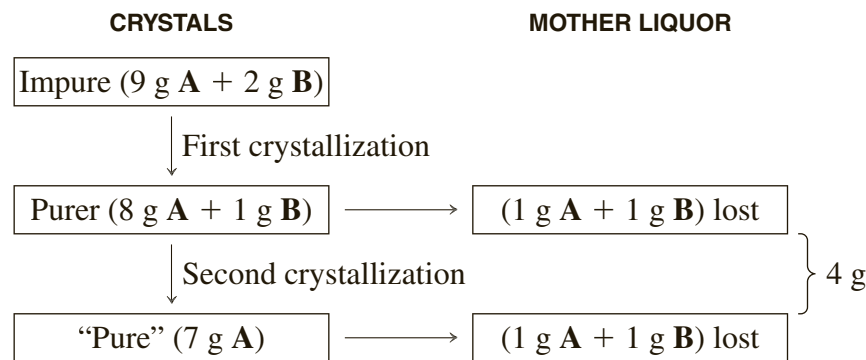 CRYSTALS
MOTHER LIQUOR
Impure (9 g A + 2 g B)
First crystallization
Purer (8 g A + 1 g B)
(1 g A + 1 g B) lost
Second crystallization
4 g
“Pure” (7 g A)
(1 g A + 1 g B) lost